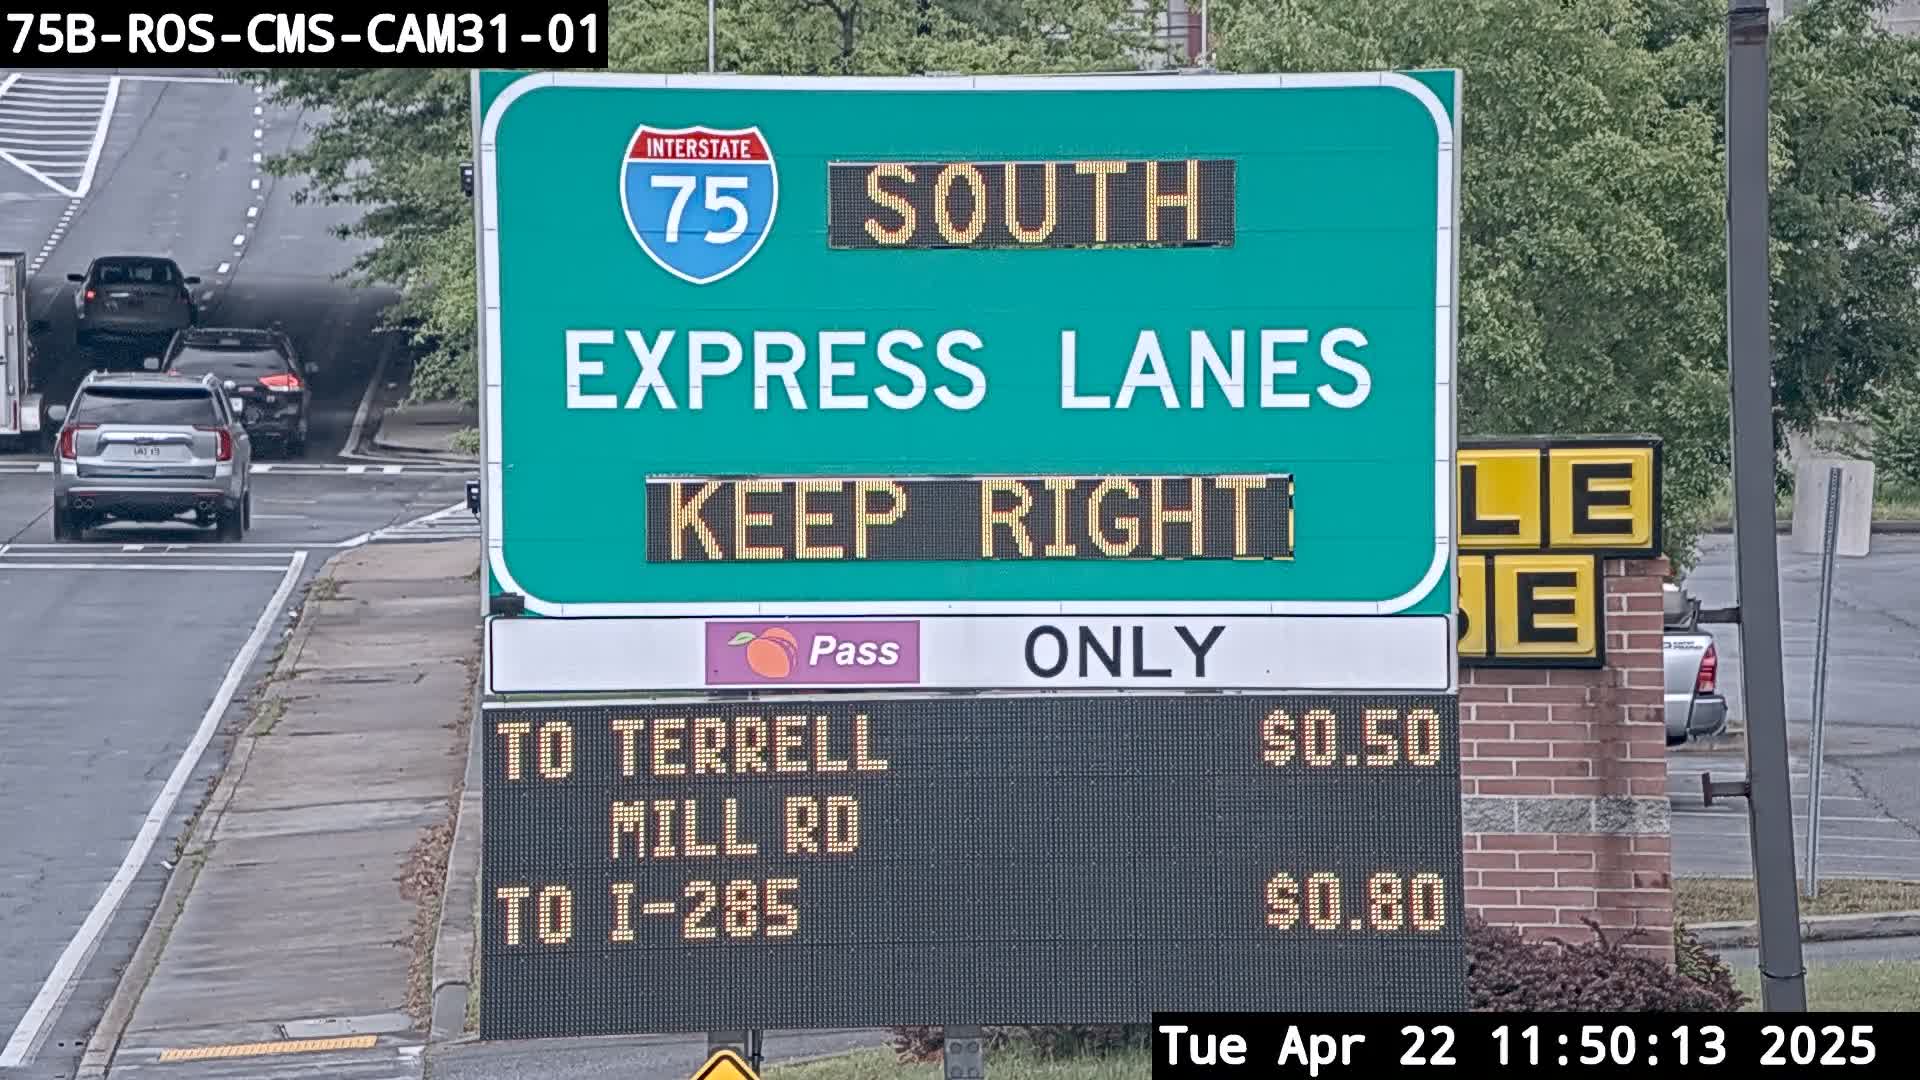 75B-ROS-CMS-CAM31-01
INTERSTATE
75
SOUTH
EXPRESS LANES
KEEP RIGHT
Pass ONLY
TO TERRELL $0.50
MILL RD
TO I-285 $0.80
LE
E
Tue Apr 22 11:50:13 2025